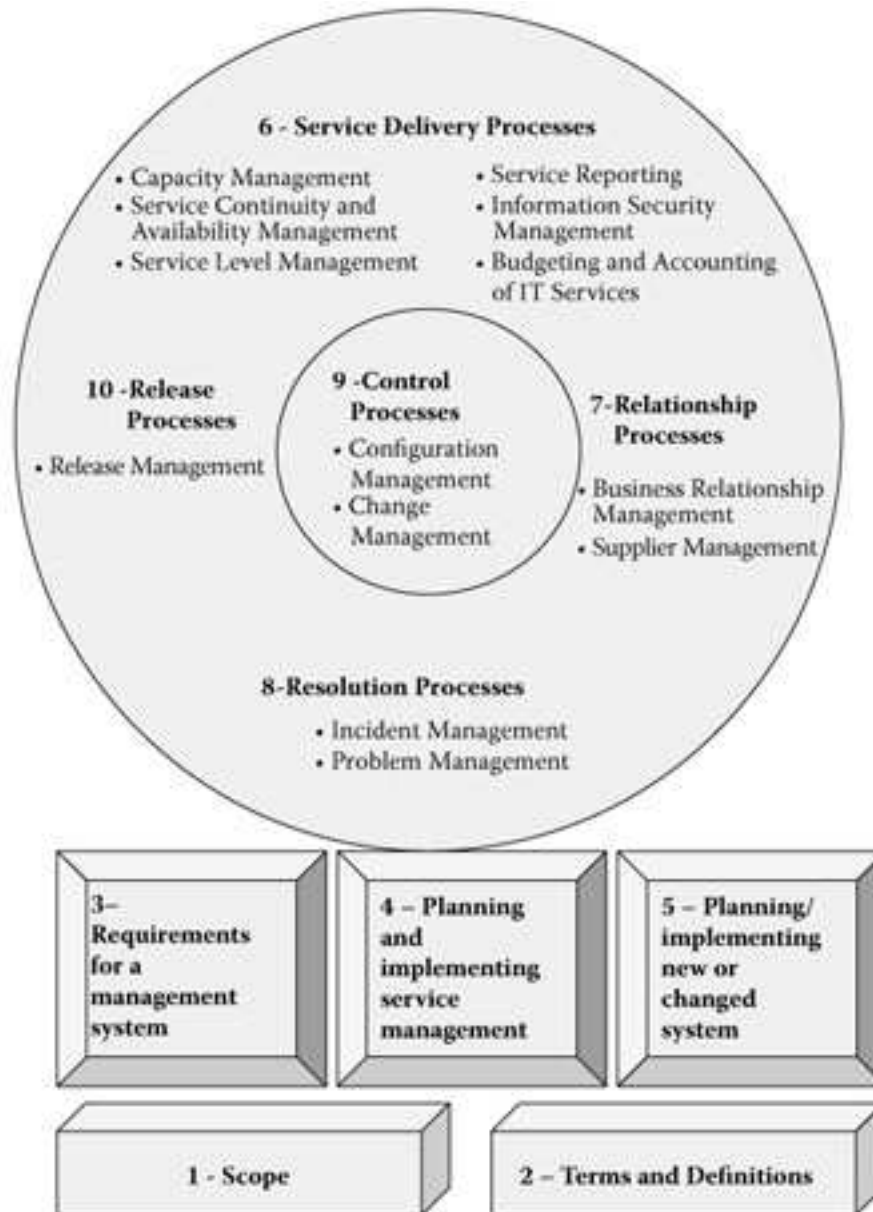 6 - Service Delivery Processes
• Capacity Management
• Service Continuity and
Availability Management
• Service Level Management
• Service Reporting
• Information Security
Management
• Budgeting and Accounting
of IT Services
10 -Release
Processes
• Release Management
9 -Control
Processes
• Configuration
Management
• Change
Management
7-Relationship
Processes
• Business Relationship
Management
• Supplier Management
8-Resolution Processes
• Incident Management
• Problem Management
3–
Requirements
for a
management
system
4 – Planning
and
implementing
service
management
5 – Planning/
implementing
new or
changed
system
1 - Scope
2 – Terms and Definitions